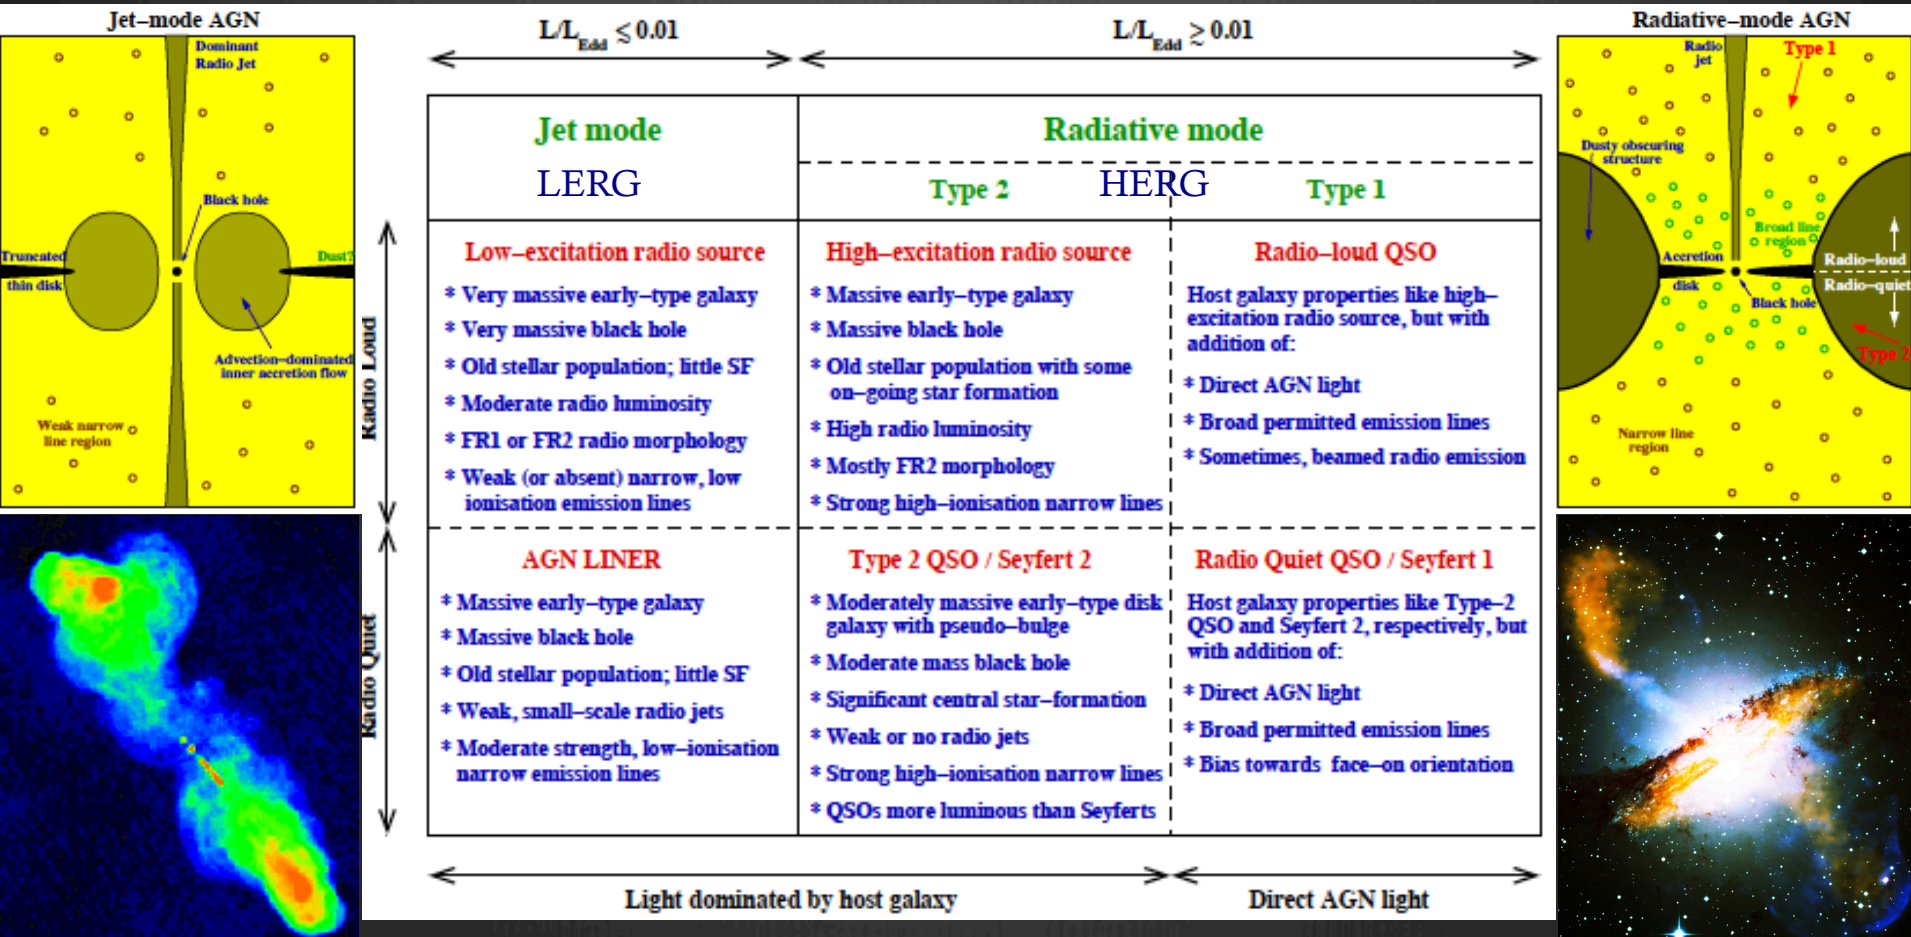 Jet–mode AGN
Dominant
Radio Jet
Black hole
Truncated
thin disk
Dust?
Advection–dominated
inner accretion flow
Weak narrow
line region
L/L_Edd ≲ 0.01
L/L_Edd ≳ 0.01
Jet mode
LERG
Radiative mode
Type 2
HERG
Type 1
Radio Loud
Low–excitation radio source
* Very massive early–type galaxy
* Very massive black hole
* Old stellar population; little SF
* Moderate radio luminosity
* FR1 or FR2 radio morphology
* Weak (or absent) narrow, low
ionisation emission lines
High–excitation radio source
* Massive early–type galaxy
* Massive black hole
* Old stellar population with some
on–going star formation
* High radio luminosity
* Mostly FR2 morphology
* Strong high–ionisation narrow lines
Radio–loud QSO
Host galaxy properties like high–
excitation radio source, but with
addition of:
* Direct AGN light
* Broad permitted emission lines
* Sometimes, beamed radio emission
Radio Quiet
AGN LINER
* Massive early–type galaxy
* Massive black hole
* Old stellar population; little SF
* Weak, small–scale radio jets
* Moderate strength, low–ionisation
narrow emission lines
Type 2 QSO / Seyfert 2
* Moderately massive early–type disk
galaxy with pseudo–bulge
* Moderate mass black hole
* Significant central star–formation
* Weak or no radio jets
* Strong high–ionisation narrow lines
* QSOs more luminous than Seyferts
Radio Quiet QSO / Seyfert 1
Host galaxy properties like Type–2
QSO and Seyfert 2, respectively, but
with addition of:
* Direct AGN light
* Broad permitted emission lines
* Bias towards face–on orientation
Light dominated by host galaxy
Direct AGN light
Radiative–mode AGN
Radio
jet
Type 1
Dusty obscuring
structure
Broad line
region
Accretion
disk
Black hole
Radio–loud
Radio–quiet
Type 2
Narrow line
region